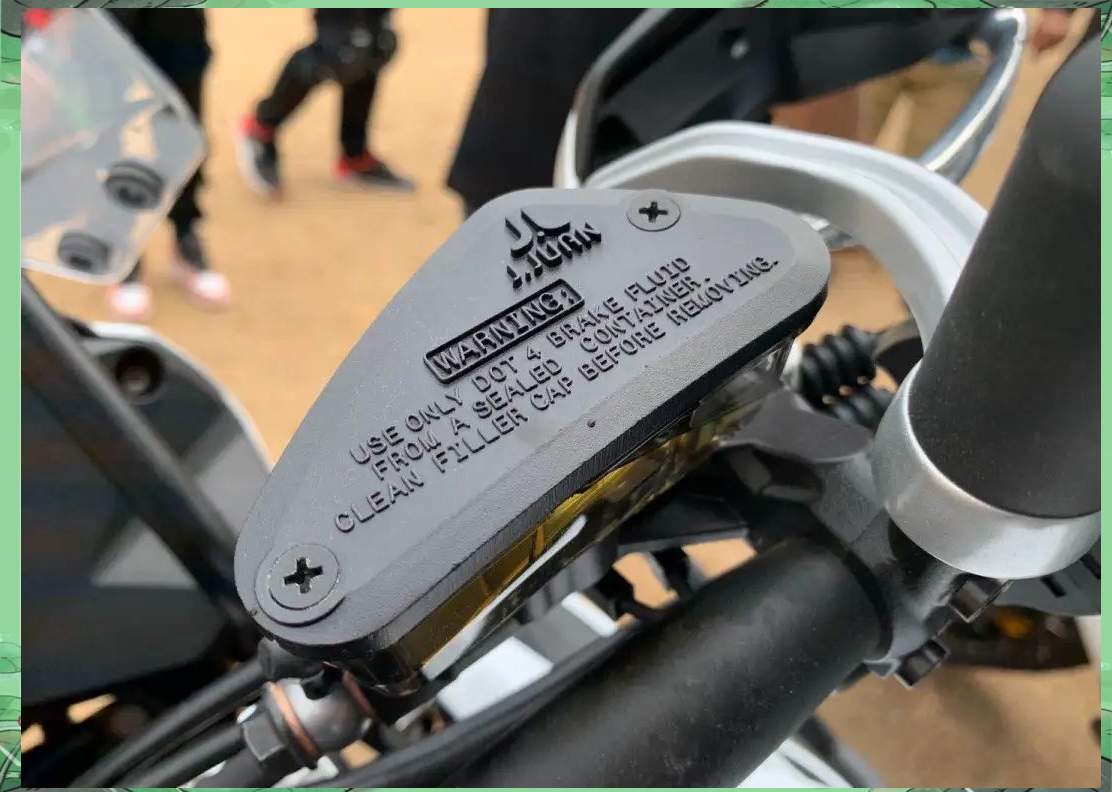 J.JUAN
WARNING:
USE ONLY DOT 4 BRAKE FLUID
FROM A SEALED CONTAINER.
CLEAN FILLER CAP BEFORE REMOVING.